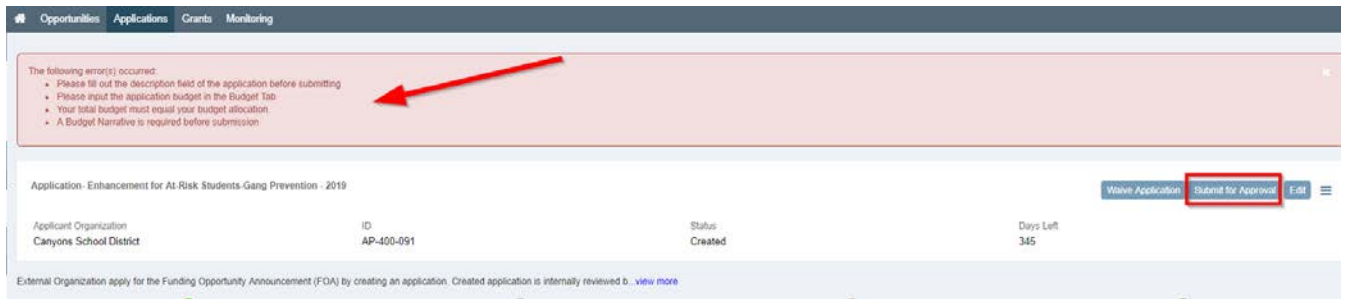 Opportunities Applications Grants Monitoring
The following error(s) occurred:
Please fill out the description field of the application before submitting
Please input the application budget in the Budget Tab
Your total budget must equal your budget allocation.
A Budget Narrative is required before submission
Application- Enhancement for At-Risk Students-Gang Prevention - 2019
Waive Application Submit for Approval Edit
Applicant Organization ID Status Days Left
Canyons School District AP-400-091 Created 345
External Organization apply for the Funding Opportunity Announcement (FOA) by creating an application. Created application is internally reviewed b...view more